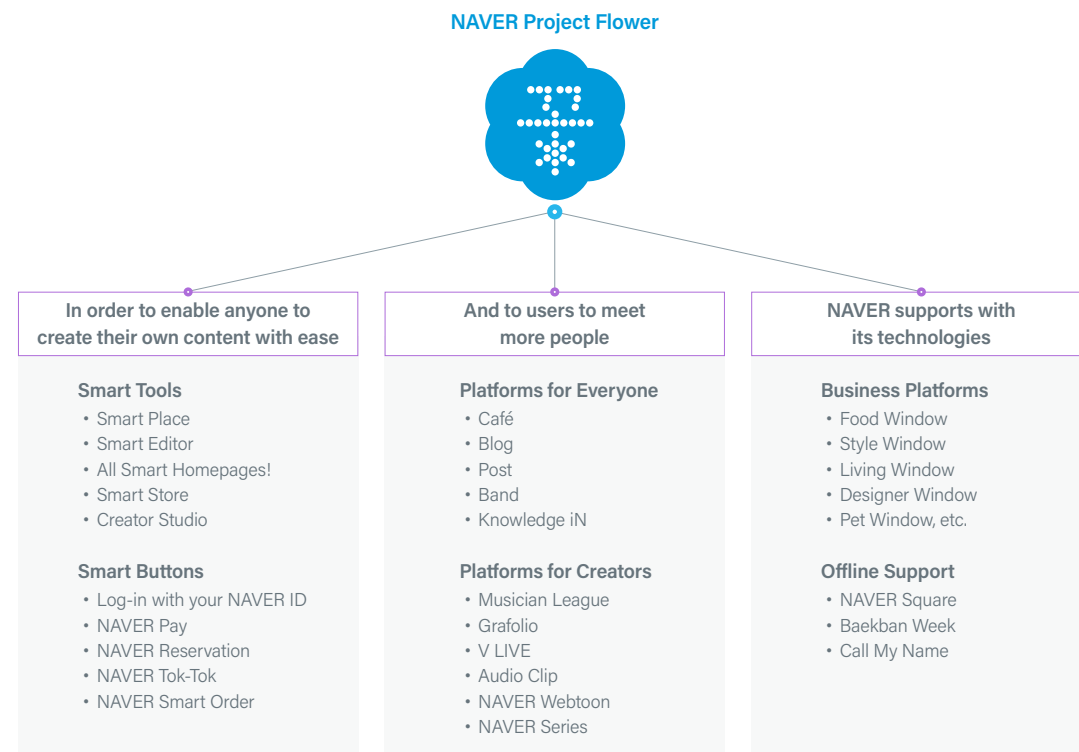 NAVER Project Flower
꽃
In order to enable anyone to
create their own content with ease
Smart Tools
• Smart Place
• Smart Editor
• All Smart Homepages!
• Smart Store
• Creator Studio
Smart Buttons
• Log-in with your NAVER ID
• NAVER Pay
• NAVER Reservation
• NAVER Tok-Tok
• NAVER Smart Order
And to users to meet
more people
Platforms for Everyone
• Café
• Blog
• Post
• Band
• Knowledge iN
Platforms for Creators
• Musician League
• Grafolio
• V LIVE
• Audio Clip
• NAVER Webtoon
• NAVER Series
NAVER supports with
its technologies
Business Platforms
• Food Window
• Style Window
• Living Window
• Designer Window
• Pet Window, etc.
Offline Support
• NAVER Square
• Baekban Week
• Call My Name